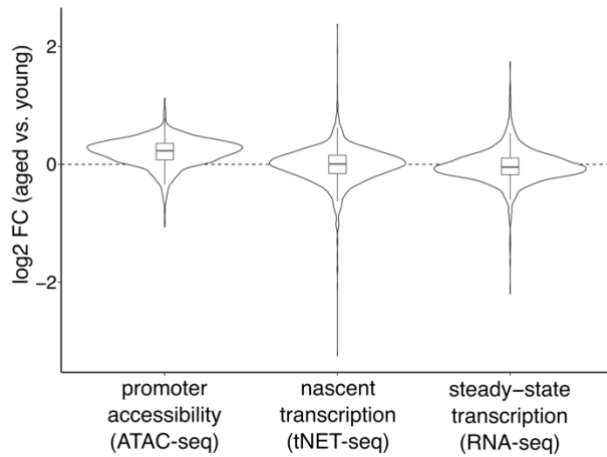 log2 FC (aged vs. young)
2
0
−2
promoter
accessibility
(ATAC-seq)
nascent
transcription
(tNET-seq)
steady−state
transcription
(RNA-seq)